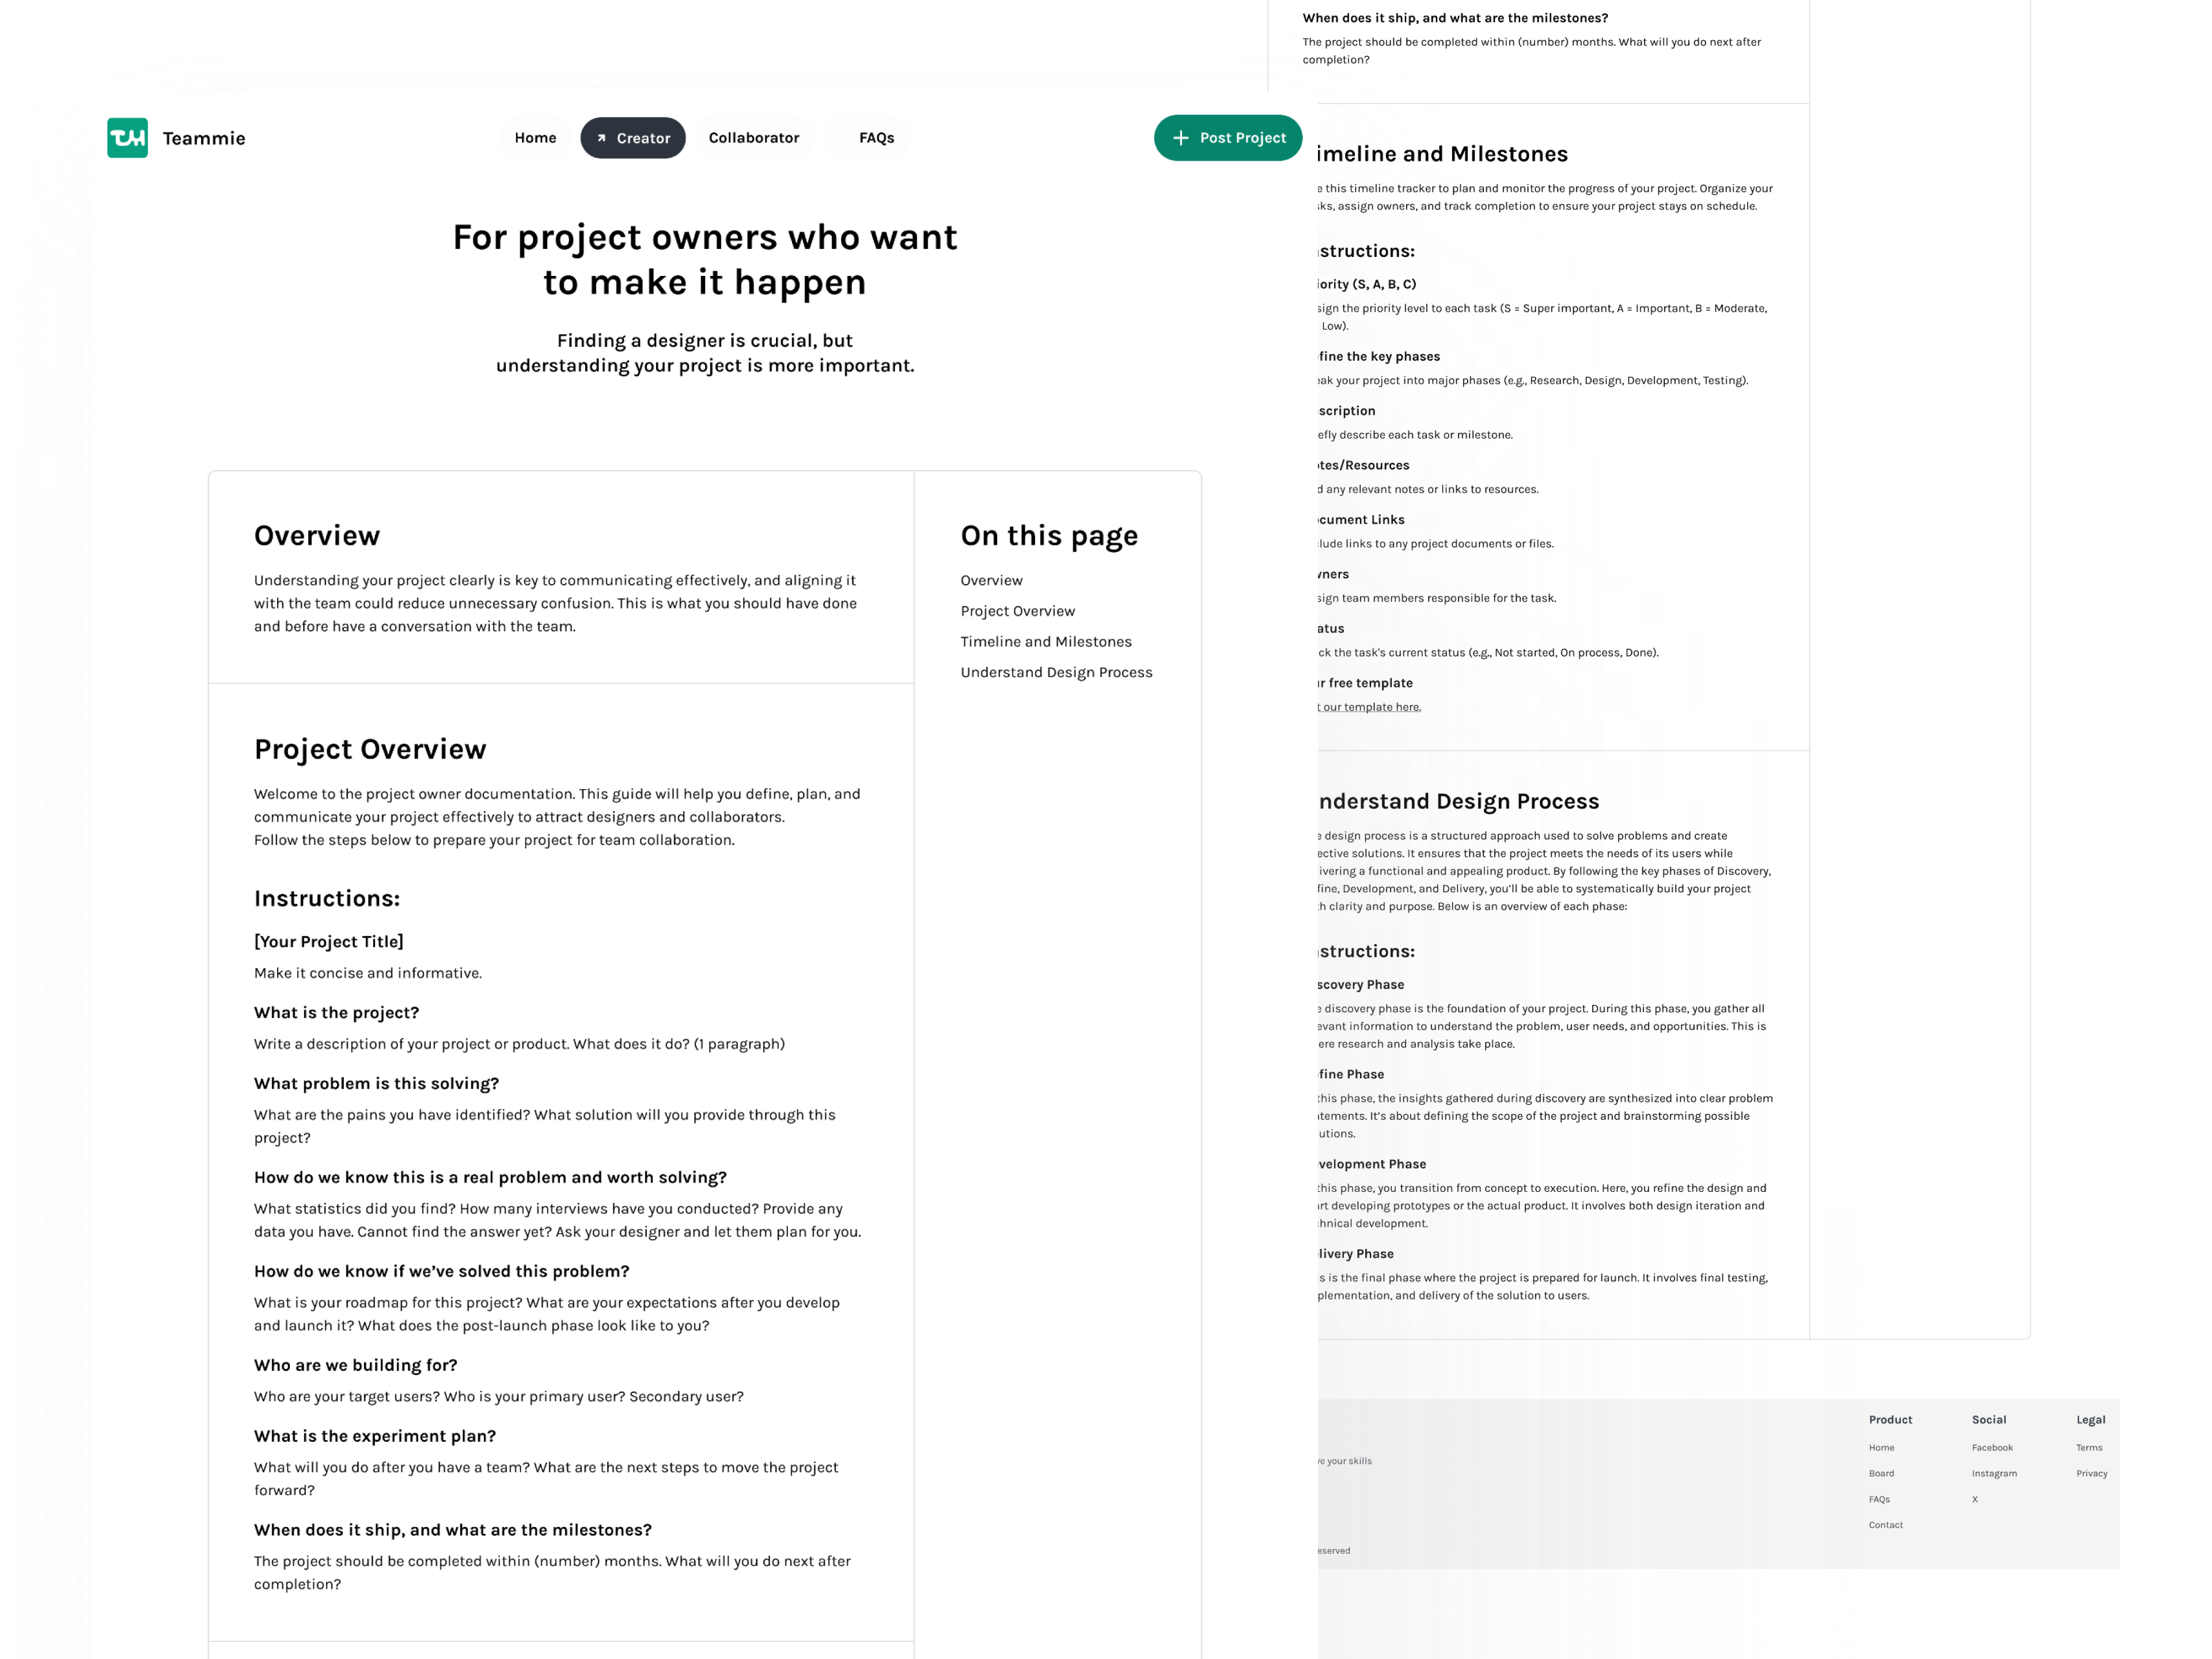 Teammie
Home
Creator
Collaborator
FAQs
Post Project
For project owners who want
to make it happen
Finding a designer is crucial, but
understanding your project is more important.
Overview
Understanding your project clearly is key to communicating effectively, and aligning it
with the team could reduce unnecessary confusion. This is what you should have done
and before have a conversation with the team.
Project Overview
Welcome to the project owner documentation. This guide will help you define, plan, and
communicate your project effectively to attract designers and collaborators.
Follow the steps below to prepare your project for team collaboration.
Instructions:
[Your Project Title]
Make it concise and informative.
What is the project?
Write a description of your project or product. What does it do? (1 paragraph)
What problem is this solving?
What are the pains you have identified? What solution will you provide through this
project?
How do we know this is a real problem and worth solving?
What statistics did you find? How many interviews have you conducted? Provide any
data you have. Cannot find the answer yet? Ask your designer and let them plan for you.
How do we know if we’ve solved this problem?
What is your roadmap for this project? What are your expectations after you develop
and launch it? What does the post-launch phase look like to you?
Who are we building for?
Who are your target users? Who is your primary user? Secondary user?
What is the experiment plan?
What will you do after you have a team? What are the next steps to move the project
forward?
When does it ship, and what are the milestones?
The project should be completed within (number) months. What will you do next after
completion?
On this page
Overview
Project Overview
Timeline and Milestones
Understand Design Process
When does it ship, and what are the milestones?
The project should be completed within (number) months. What will you do next after
completion?
imeline and Milestones
e this timeline tracker to plan and monitor the progress of your project. Organize your
sks, assign owners, and track completion to ensure your project stays on schedule.
structions:
iority (S, A, B, C)
sign the priority level to each task (S = Super important, A = Important, B = Moderate,
Low).
fine the key phases
eak your project into major phases (e.g., Research, Design, Development, Testing).
scription
efly describe each task or milestone.
tes/Resources
d any relevant notes or links to resources.
cument Links
lude links to any project documents or files.
ners
sign team members responsible for the task.
atus
ck the task's current status (e.g., Not started, On process, Done).
r free template
t our template here.
nderstand Design Process
e design process is a structured approach used to solve problems and create
ective solutions. It ensures that the project meets the needs of its users while
ivering a functional and appealing product. By following the key phases of Discovery,
fine, Development, and Delivery, you’ll be able to systematically build your project
h clarity and purpose. Below is an overview of each phase:
structions:
scovery Phase
e discovery phase is the foundation of your project. During this phase, you gather all
evant information to understand the problem, user needs, and opportunities. This is
ere research and analysis take place.
fine Phase
this phase, the insights gathered during discovery are synthesized into clear problem
tements. It’s about defining the scope of the project and brainstorming possible
utions.
velopment Phase
this phase, you transition from concept to execution. Here, you refine the design and
rt developing prototypes or the actual product. It involves both design iteration and
hnical development.
livery Phase
s is the final phase where the project is prepared for launch. It involves final testing,
plementation, and delivery of the solution to users.
ve your skills
eserved
Product
Home
Board
FAQs
Contact
Social
Facebook
Instagram
X
Legal
Terms
Privacy